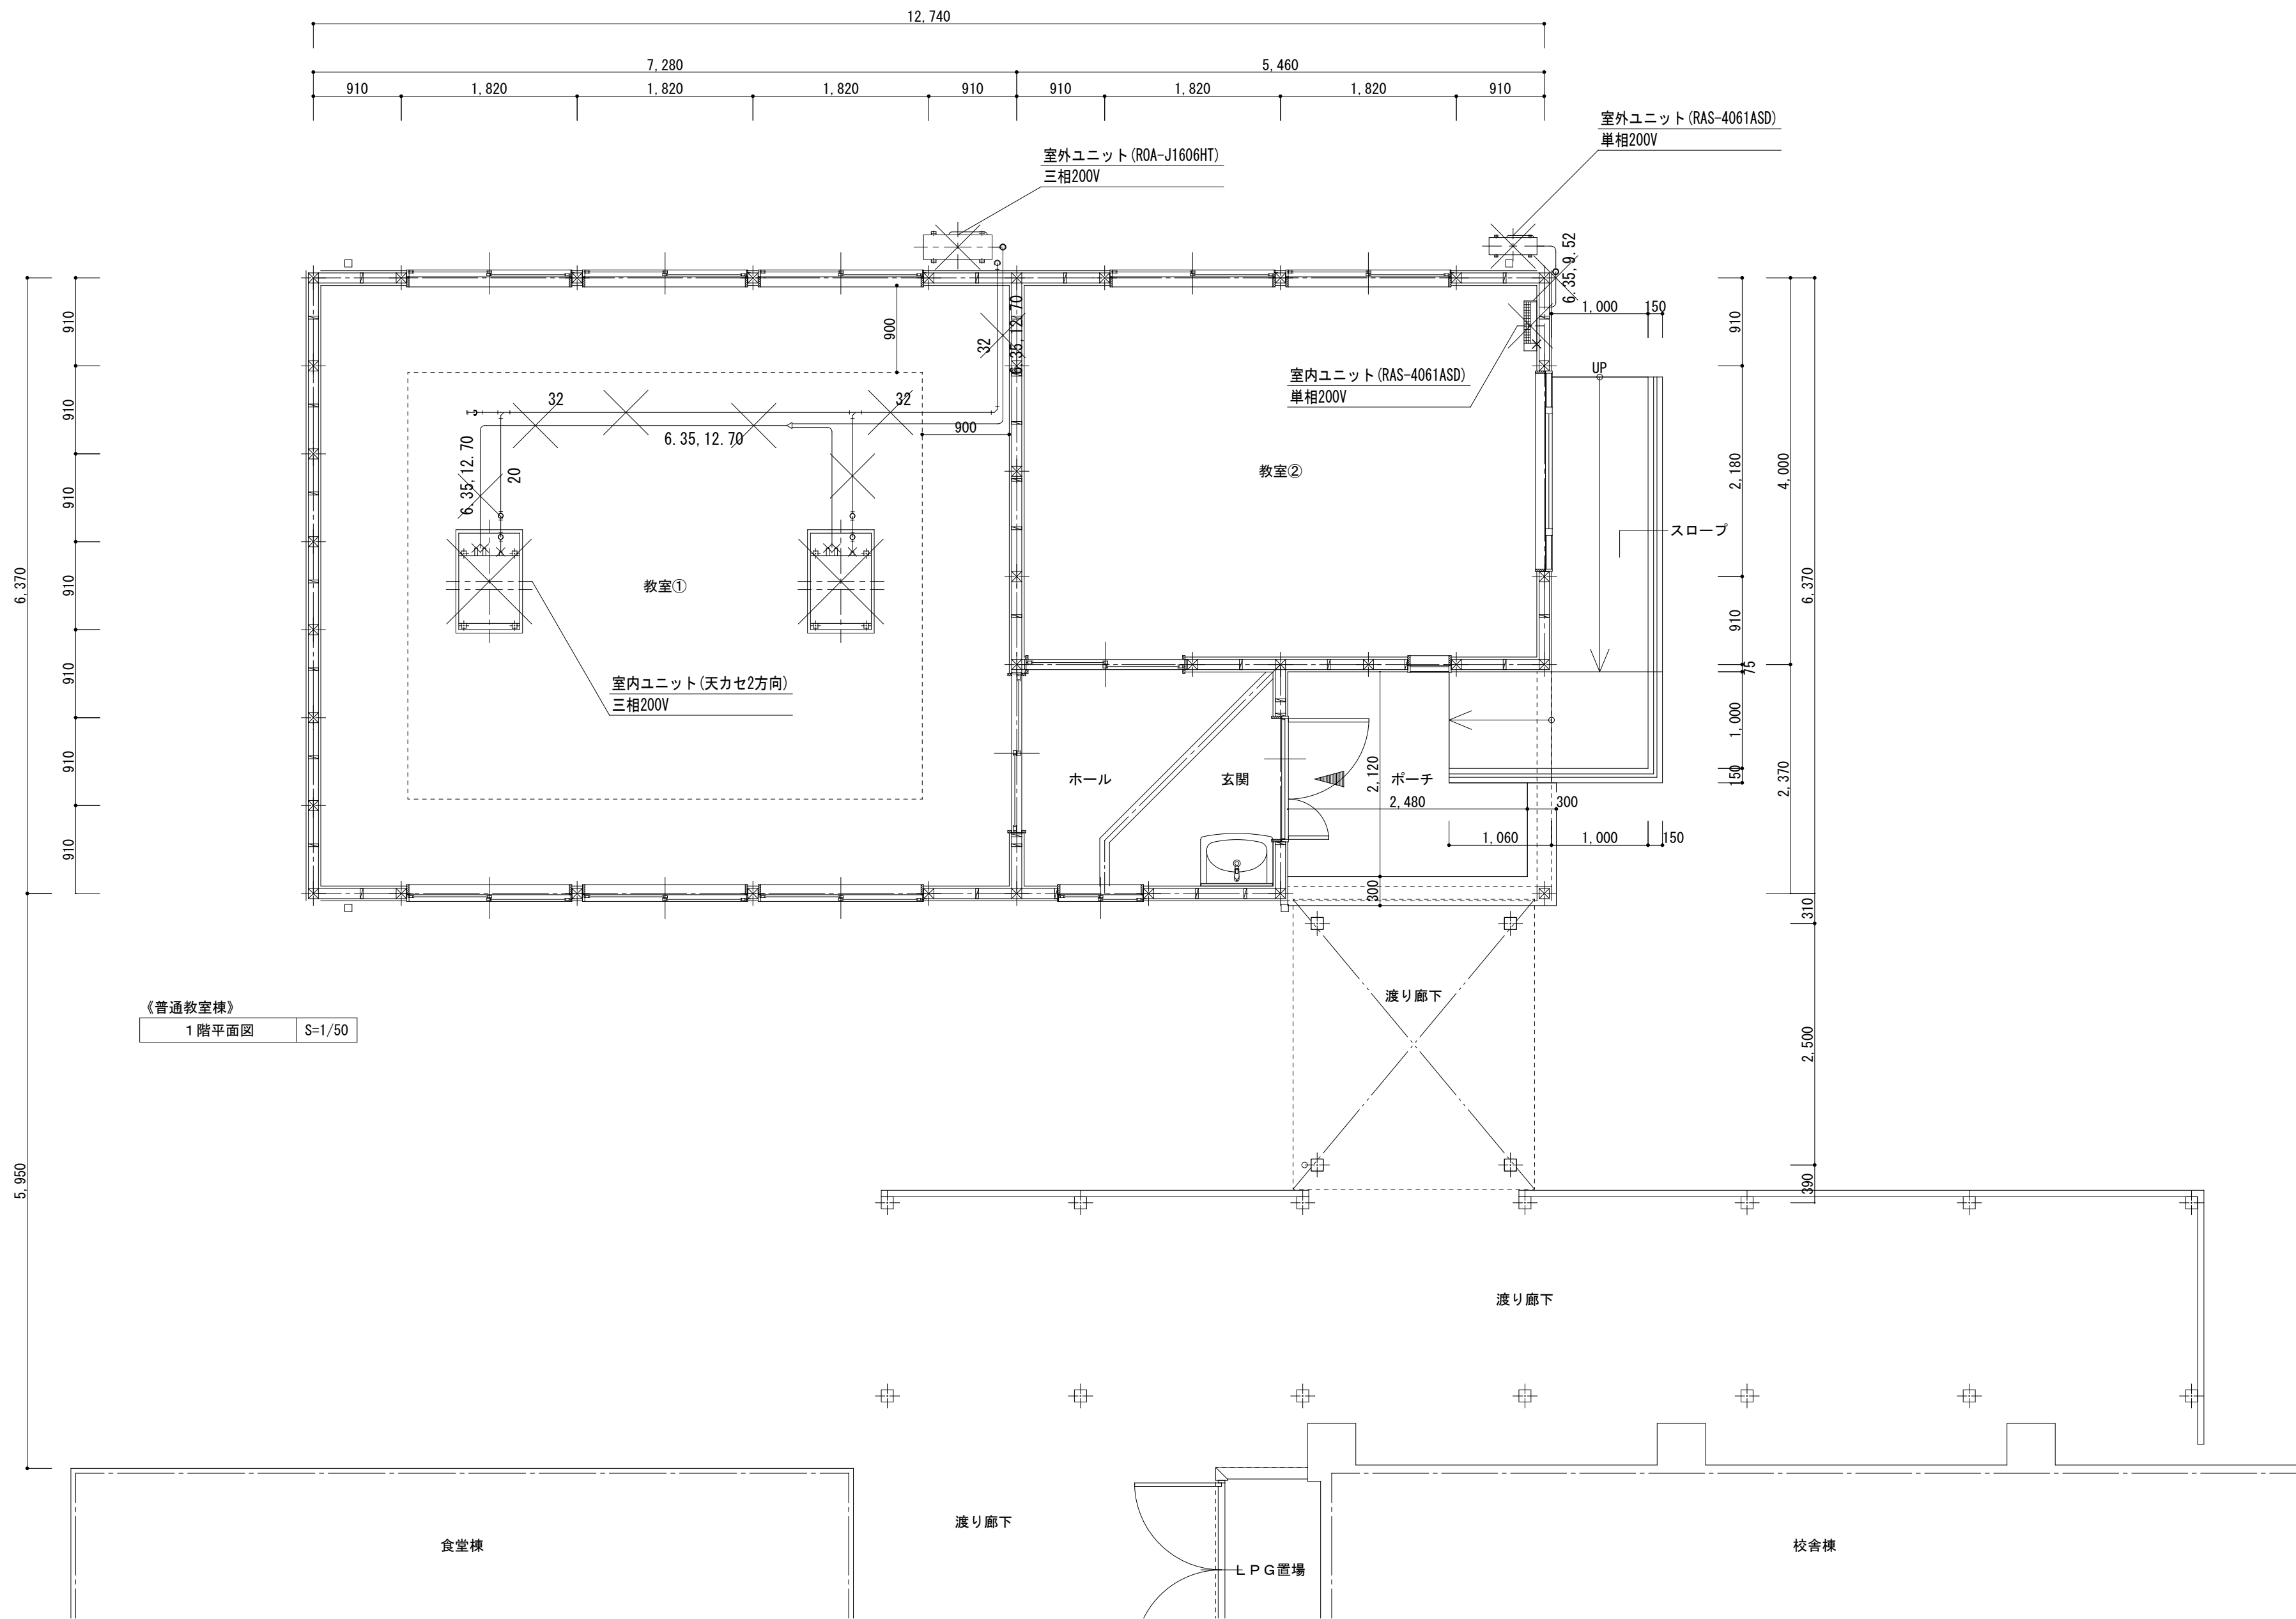 12,740
7,280
5,460
910
1,820
1,820
1,820
910
910
1,820
1,820
910
室外ユニット(RAS-4061ASD)
単相200V
室外ユニット(ROA-J1606HT)
三相200V
6.35,9.52
1,000
150
910
910
910
910
910
910
910
6,370
5,950
900
32
6.35,12.70
32
32
6.35,12.70
900
6.35,12.70
20
室内ユニット(RAS-4061ASD)
単相200V
UP
教室②
教室①
スロープ
室内ユニット(天カセ2方向)
三相200V
910
2,180
910
75
1,000
150
4,000
2,370
6,370
310
2,500
390
ホール
玄関
ポーチ
2,120
2,480
300
1,060
1,000
150
300
渡り廊下
《普通教室棟》
1階平面図
S=1/50
渡り廊下
渡り廊下
食堂棟
LPG置場
校舎棟